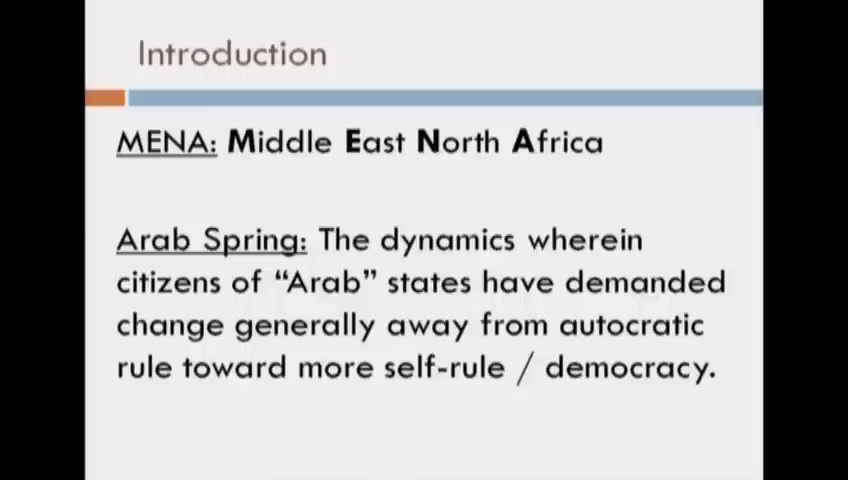 Introduction
MENA: Middle East North Africa
Arab Spring: The dynamics wherein
citizens of “Arab” states have demanded
change generally away from autocratic
rule toward more self-rule / democracy.